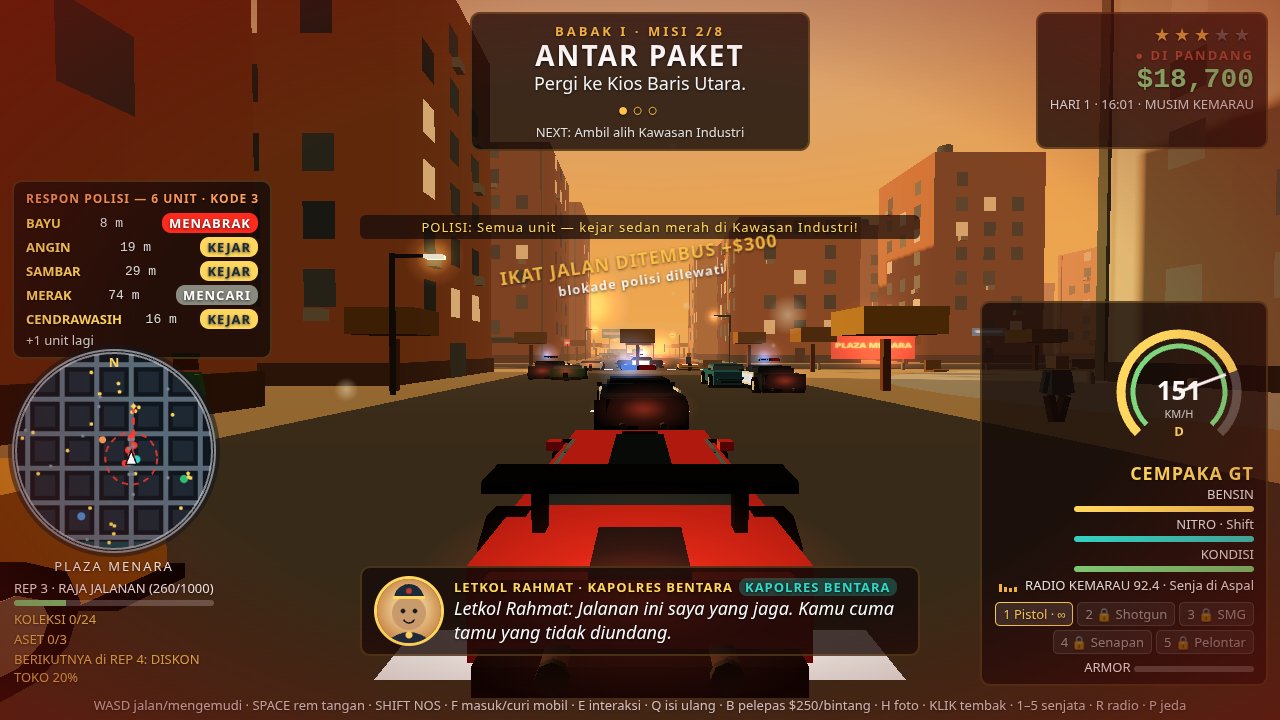 BABAK I · MISI 2/8
ANTAR PAKET
Pergi ke Kios Baris Utara.
NEXT: Ambil alih Kawasan Industri
★★★★★
● DI PANDANG
$18,700
HARI 1 · 16:01 · MUSIM KEMARAU
RESPON POLISI — 6 UNIT · KODE 3
BAYU 8 m MENABRAK
ANGIN 19 m KEJAR
SAMBAR 29 m KEJAR
MERAK 74 m MENCARI
CENDRAWASIH 16 m KEJAR
+1 unit lagi
POLISI: Semua unit — kejar sedan merah di Kawasan Industri!
IKAT JALAN DITEMBUS +$300
blokade polisi dilewati
PLAZA MENARA
N
PLAZA MENARA
REP 3 · RAJA JALANAN (260/1000)
KOLEKSI 0/24
ASET 0/3
BERIKUTNYA di REP 4: DISKON
TOKO 20%
151
KM/H
D
CEMPAKA GT
BENSIN
NITRO · Shift
KONDISI
RADIO KEMARAU 92.4 · Senja di Aspal
1 Pistol · ∞ 2 🔒 Shotgun 3 🔒 SMG
4 🔒 Senapan 5 🔒 Pelontar
ARMOR
LETKOL RAHMAT · KAPOLRES BENTARA KAPOLRES BENTARA
Letkol Rahmat: Jalanan ini saya yang jaga. Kamu cuma
tamu yang tidak diundang.
WASD jalan/mengemudi · SPACE rem tangan · SHIFT NOS · F masuk/curi mobil · E interaksi · Q isi ulang · B pelepas $250/bintang · H foto · KLIK tembak · 1–5 senjata · R radio · P jeda